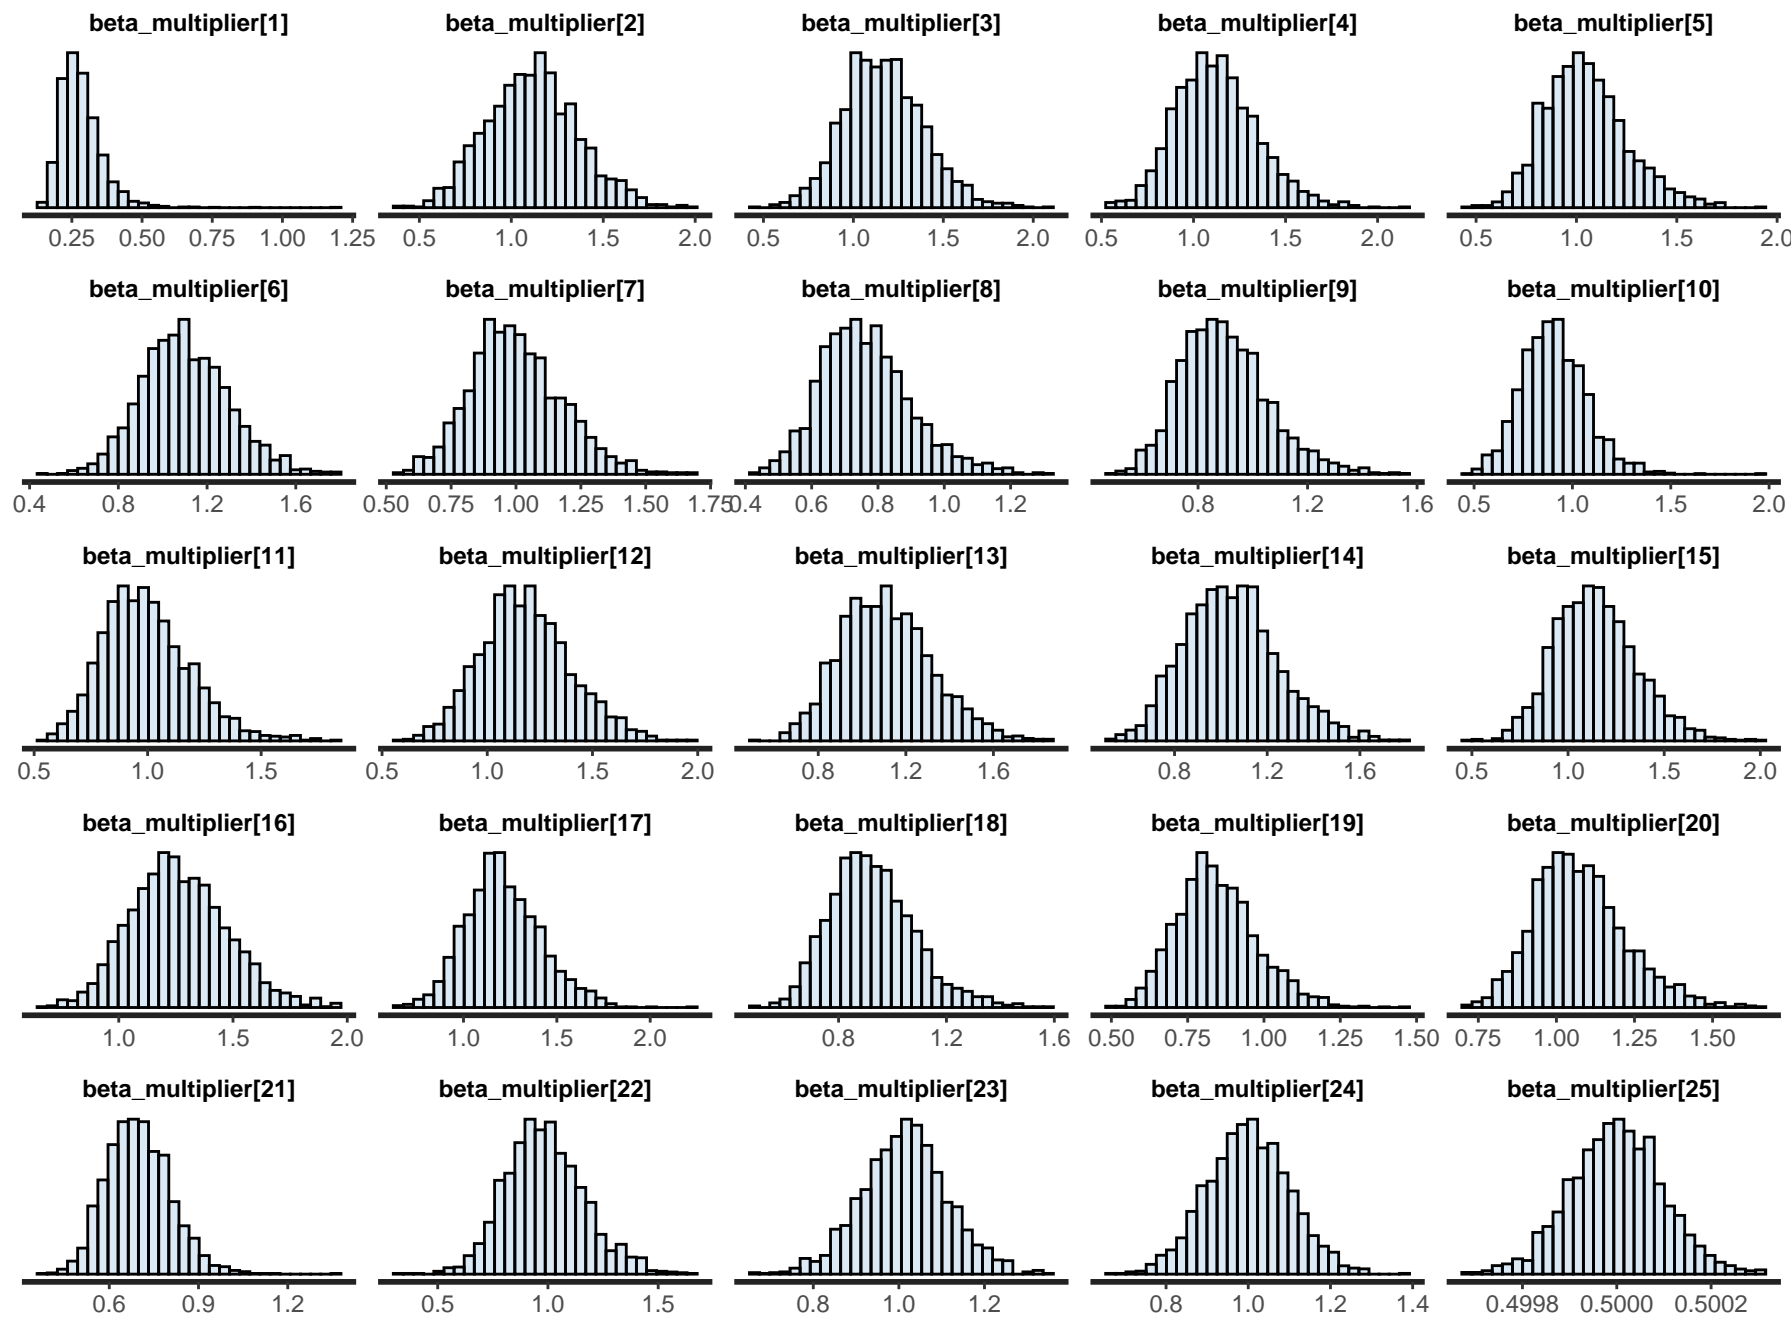 beta_multiplier[1] beta_multiplier[2] beta_multiplier[3] beta_multiplier[4] beta_multiplier[5]
0.25 0.50 0.75 1.00 1.25 0.5 1.0 1.5 2.0 0.5 1.0 1.5 2.0 0.5 1.0 1.5 2.0 0.5 1.0 1.5 2.0
beta_multiplier[6] beta_multiplier[7] beta_multiplier[8] beta_multiplier[9] beta_multiplier[10]
0.4 0.8 1.2 1.6 0.50 0.75 1.00 1.25 1.50 1.75 0.4 0.6 0.8 1.0 1.2 0.8 1.2 1.6 0.5 1.0 1.5 2.0
beta_multiplier[11] beta_multiplier[12] beta_multiplier[13] beta_multiplier[14] beta_multiplier[15]
0.5 1.0 1.5 0.5 1.0 1.5 2.0 0.8 1.2 1.6 0.8 1.2 1.6 0.5 1.0 1.5 2.0
beta_multiplier[16] beta_multiplier[17] beta_multiplier[18] beta_multiplier[19] beta_multiplier[20]
1.0 1.5 2.0 1.0 1.5 2.0 0.8 1.2 1.6 0.50 0.75 1.00 1.25 1.50 0.75 1.00 1.25 1.50
beta_multiplier[21] beta_multiplier[22] beta_multiplier[23] beta_multiplier[24] beta_multiplier[25]
0.6 0.9 1.2 0.5 1.0 1.5 0.8 1.0 1.2 0.8 1.0 1.2 1.4 0.4998 0.5000 0.5002